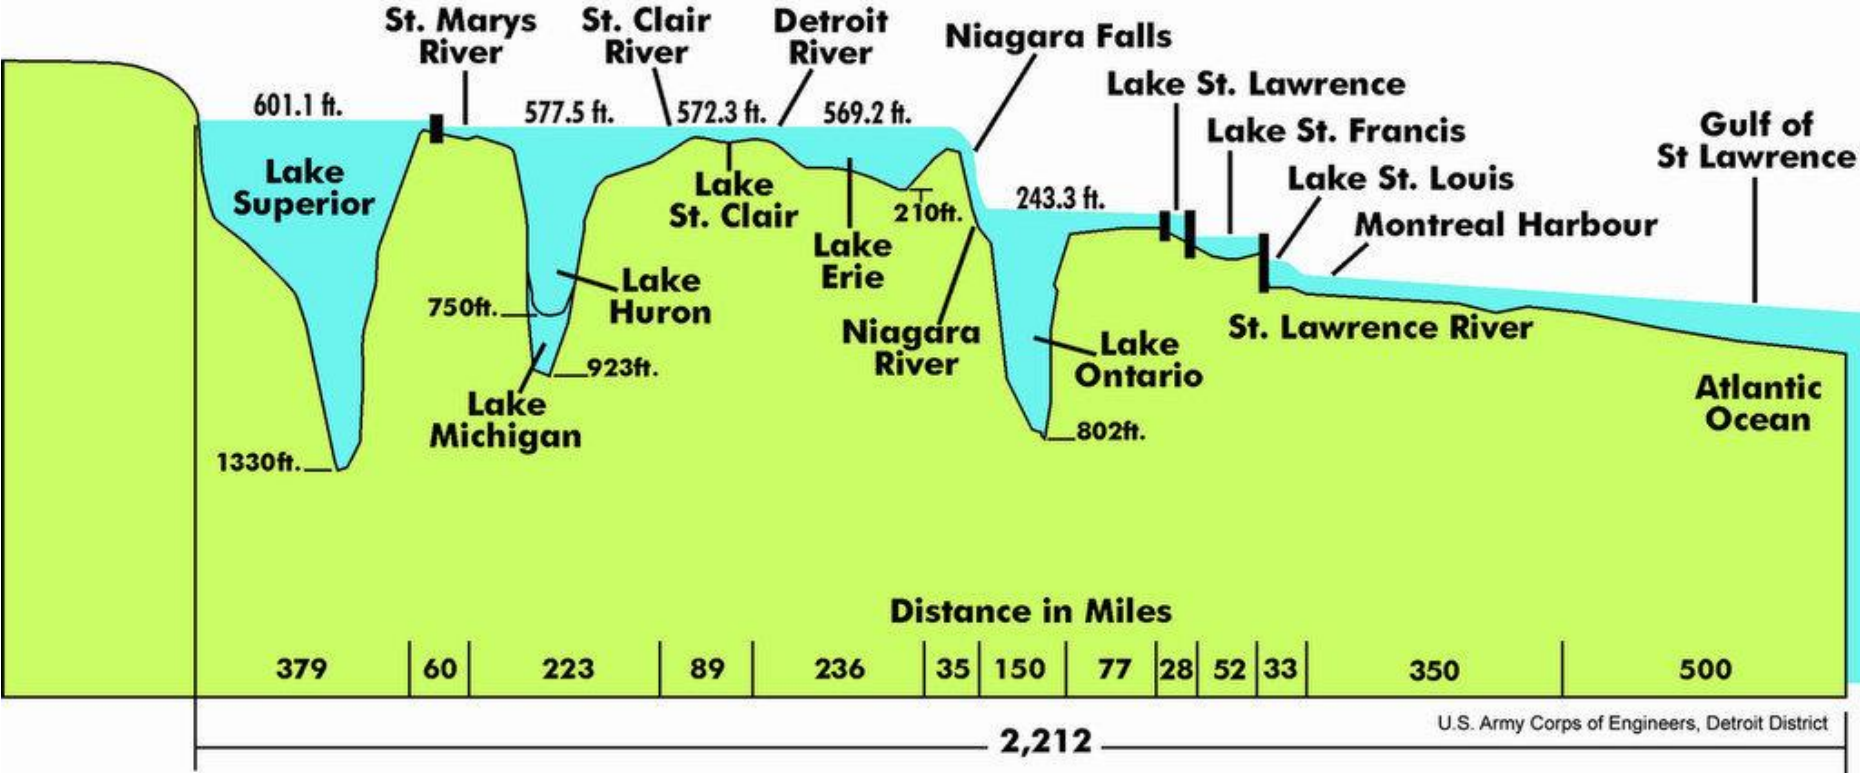 St. Marys
River
St. Clair
River
Detroit
River
Niagara Falls
Lake St. Lawrence
Lake St. Francis
Lake St. Louis
Montreal Harbour
Gulf of
St Lawrence
601.1 ft.
577.5 ft.
572.3 ft.
569.2 ft.
243.3 ft.
Lake
Superior
Lake
St. Clair
210ft.
Lake
Erie
Lake
Huron
750ft.
923ft.
Lake
Michigan
1330ft.
Niagara
River
Lake
Ontario
802ft.
St. Lawrence River
Atlantic
Ocean
Distance in Miles
379 60 223 89 236 35 150 77 28 52 33 350 500
U.S. Army Corps of Engineers, Detroit District
2,212